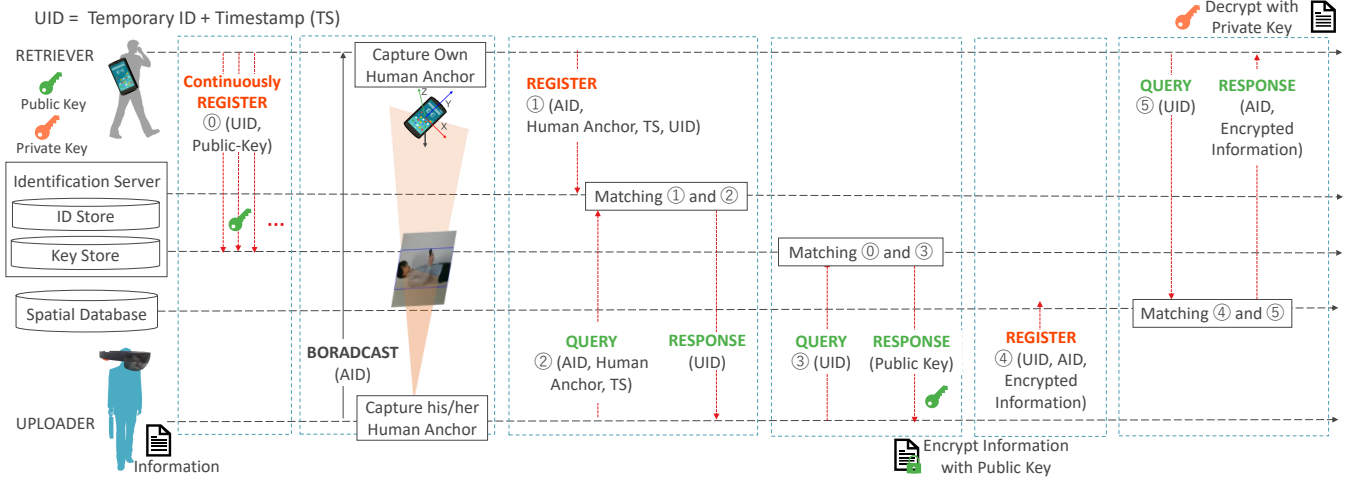 UID = Temporary ID + Timestamp (TS)
Decrypt with
Private Key
RETRIEVER
Public Key
Private Key
Continuously
REGISTER
⓪ (UID,
Public-Key)
...
Capture Own
Human Anchor
Z
Y
X
REGISTER
① (AID,
Human Anchor, TS, UID)
QUERY
⑤ (UID)
RESPONSE
(AID,
Encrypted
Information)
Identification Server
ID Store
Key Store
Matching ① and ②
Matching ⓪ and ③
Spatial Database
Matching ④ and ⑤
BORADCAST
(AID)
QUERY
② (AID, Human
Anchor, TS)
RESPONSE
(UID)
QUERY
③ (UID)
RESPONSE
(Public Key)
REGISTER
④ (UID, AID,
Encrypted
Information)
UPLOADER
Capture his/her
Human Anchor
Information
Encrypt Information
with Public Key